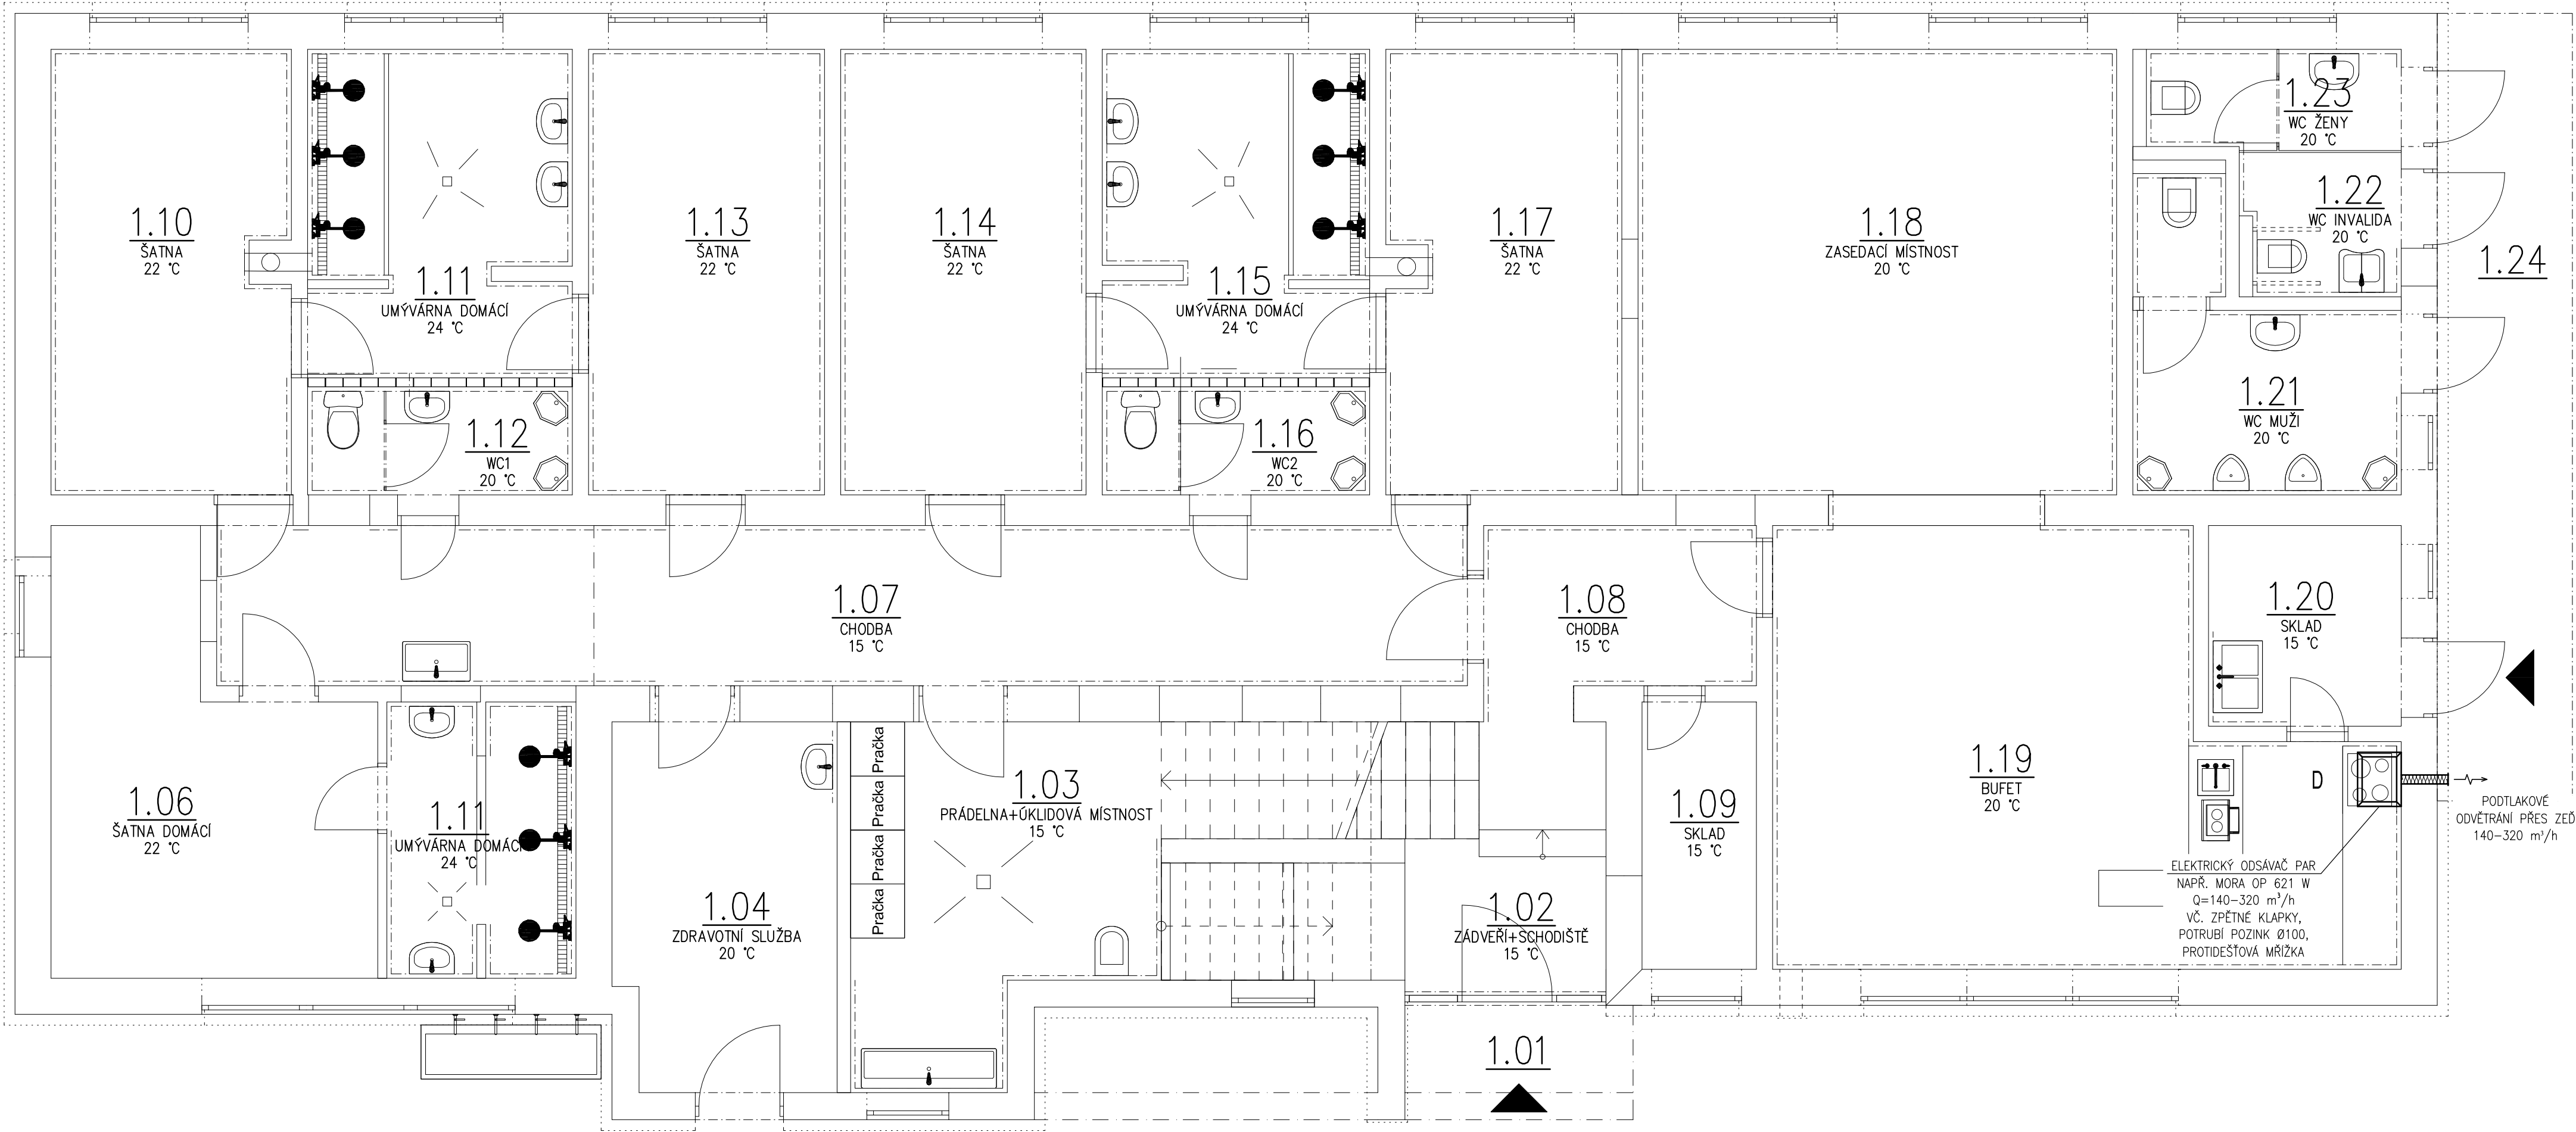 1.10
ŠATNA
22 °C
1.11
UMÝVÁRNA DOMÁCÍ
24 °C
1.13
ŠATNA
22 °C
1.14
ŠATNA
22 °C
1.15
UMÝVÁRNA DOMÁCÍ
24 °C
1.17
ŠATNA
22 °C
1.18
ZASEDACÍ MÍSTNOST
20 °C
1.23
WC ŽENY
20 °C
1.22
WC INVALIDA
20 °C
1.24
1.12
WC1
20 °C
1.16
WC2
20 °C
1.21
WC MUŽI
20 °C
1.07
CHODBA
15 °C
1.08
CHODBA
15 °C
1.20
SKLAD
15 °C
1.06
ŠATNA DOMÁCÍ
22 °C
1.11
UMÝVÁRNA DOMÁCÍ
24 °C
1.04
ZDRAVOTNÍ SLUŽBA
20 °C
Pračka
Pračka
Pračka
Pračka
1.03
PRÁDELNA+ÚKLIDOVÁ MÍSTNOST
15 °C
1.02
ZÁDVEŘÍ+SCHODIŠTĚ
15 °C
1.09
SKLAD
15 °C
1.19
BUFET
20 °C
D
PODTLAKOVÉ
ODVĚTRÁNÍ PŘES ZEĎ
140-320 m³/h
ELEKTRICKÝ ODSÁVAČ PAR
NAPŘ. MORA OP 621 W
Q=140-320 m³/h
VČ. ZPĚTNÉ KLAPKY,
POTRUBÍ POZINK Ø100,
PROTIDEŠŤOVÁ MŘÍŽKA
1.01